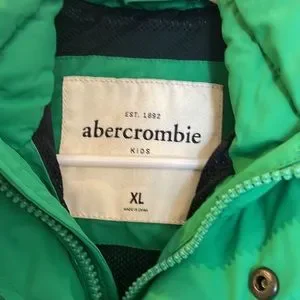 EST. 1892
abercrombie
KIDS
XL
MADE IN CHINA